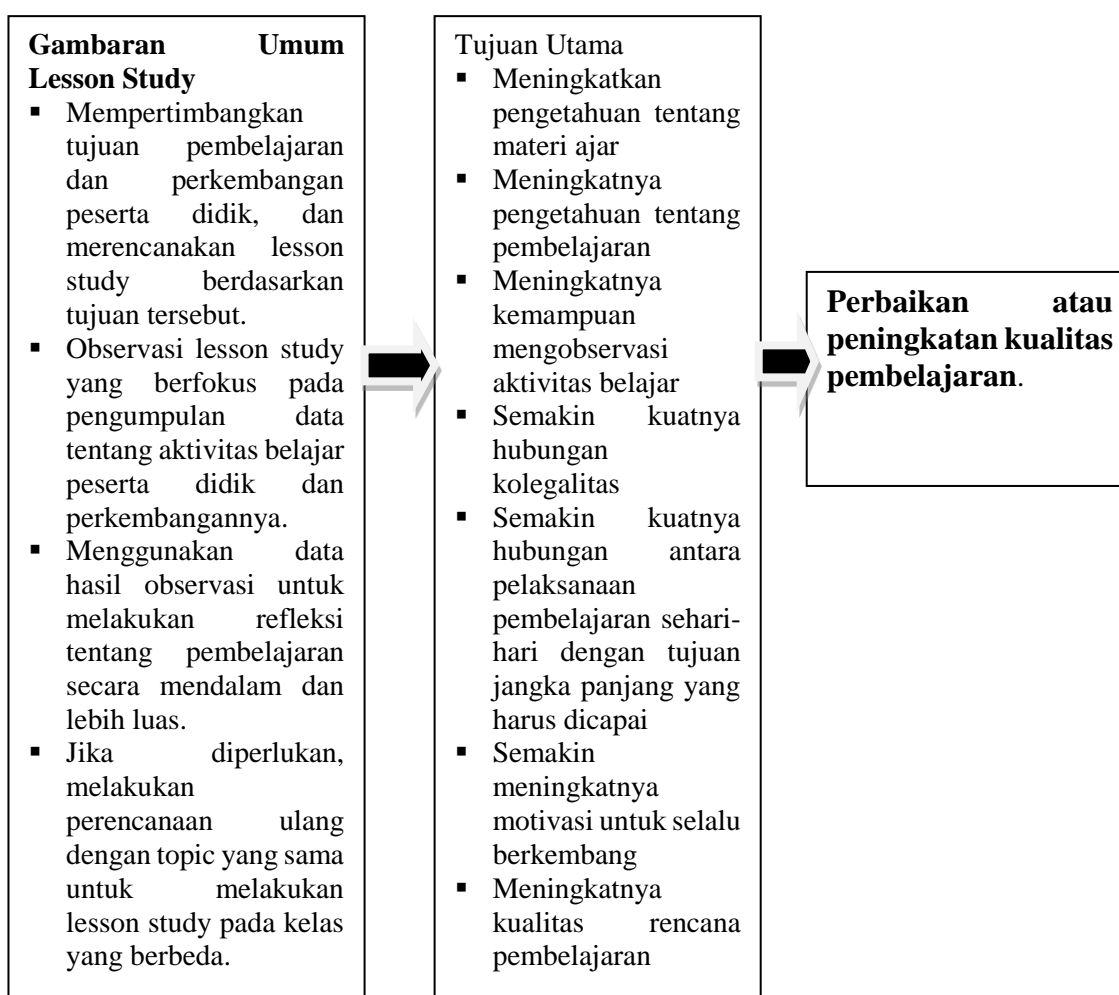 Gambaran Umum
Lesson Study
▪ Mempertimbangkan
tujuan pembelajaran
dan perkembangan
peserta didik, dan
merencanakan lesson
study berdasarkan
tujuan tersebut.
▪ Observasi lesson study
yang berfokus pada
pengumpulan data
tentang aktivitas belajar
peserta didik dan
perkembangannya.
▪ Menggunakan data
hasil observasi untuk
melakukan refleksi
tentang pembelajaran
secara mendalam dan
lebih luas.
▪ Jika diperlukan,
melakukan
perencanaan ulang
dengan topic yang sama
untuk melakukan
lesson study pada kelas
yang berbeda.
Tujuan Utama
▪ Meningkatkan
pengetahuan tentang
materi ajar
▪ Meningkatnya
pengetahuan tentang
pembelajaran
▪ Meningkatnya
kemampuan
mengobservasi
aktivitas belajar
▪ Semakin kuatnya
hubungan
kolegalitas
▪ Semakin kuatnya
hubungan antara
pelaksanaan
pembelajaran sehari-
hari dengan tujuan
jangka panjang yang
harus dicapai
▪ Semakin
meningkatnya
motivasi untuk selalu
berkembang
▪ Meningkatnya
kualitas rencana
pembelajaran
Perbaikan atau
peningkatan kualitas
pembelajaran.